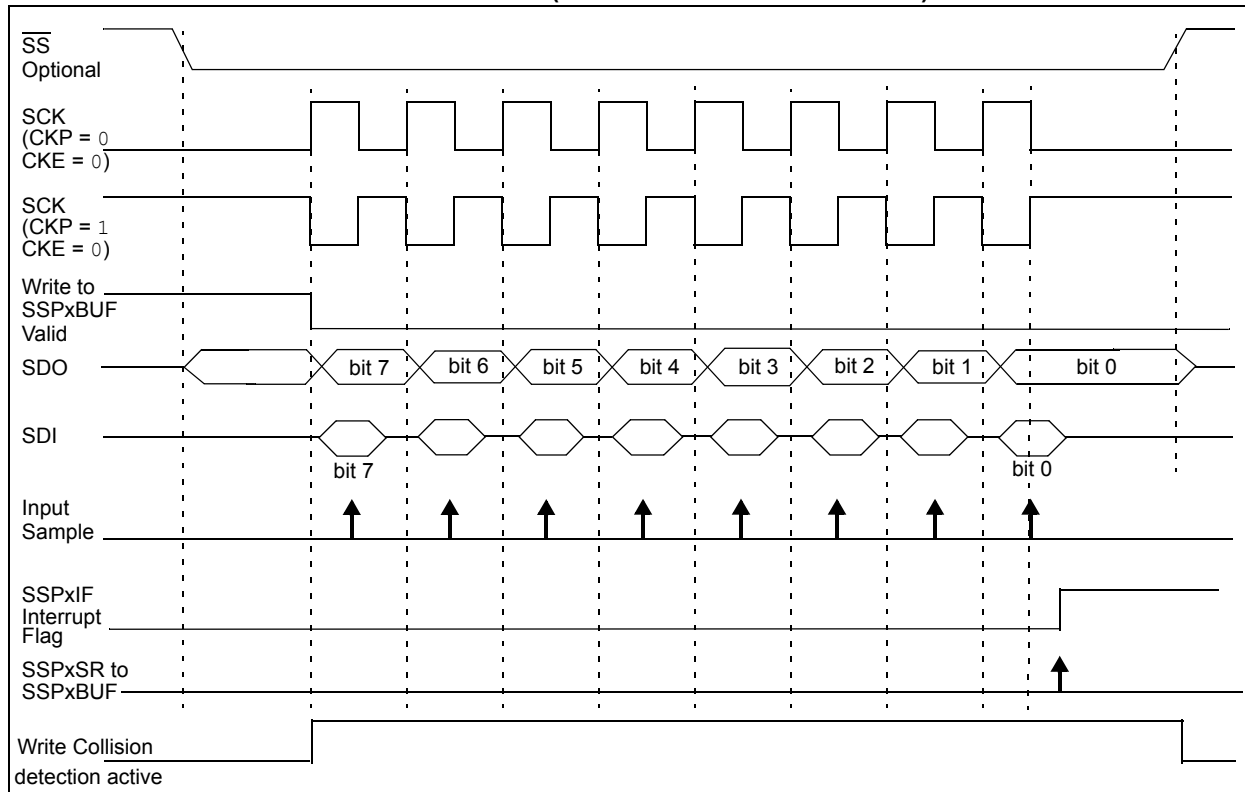 SS
Optional
SCK
(CKP = 0
CKE = 0)
SCK
(CKP = 1
CKE = 0)
Write to
SSPxBUF
Valid
SDO
bit 7
bit 6
bit 5
bit 4
bit 3
bit 2
bit 1
bit 0
SDI
bit 7
bit 0
Input
Sample
SSPxIF
Interrupt
Flag
SSPxSR to
SSPxBUF
Write Collision
detection active